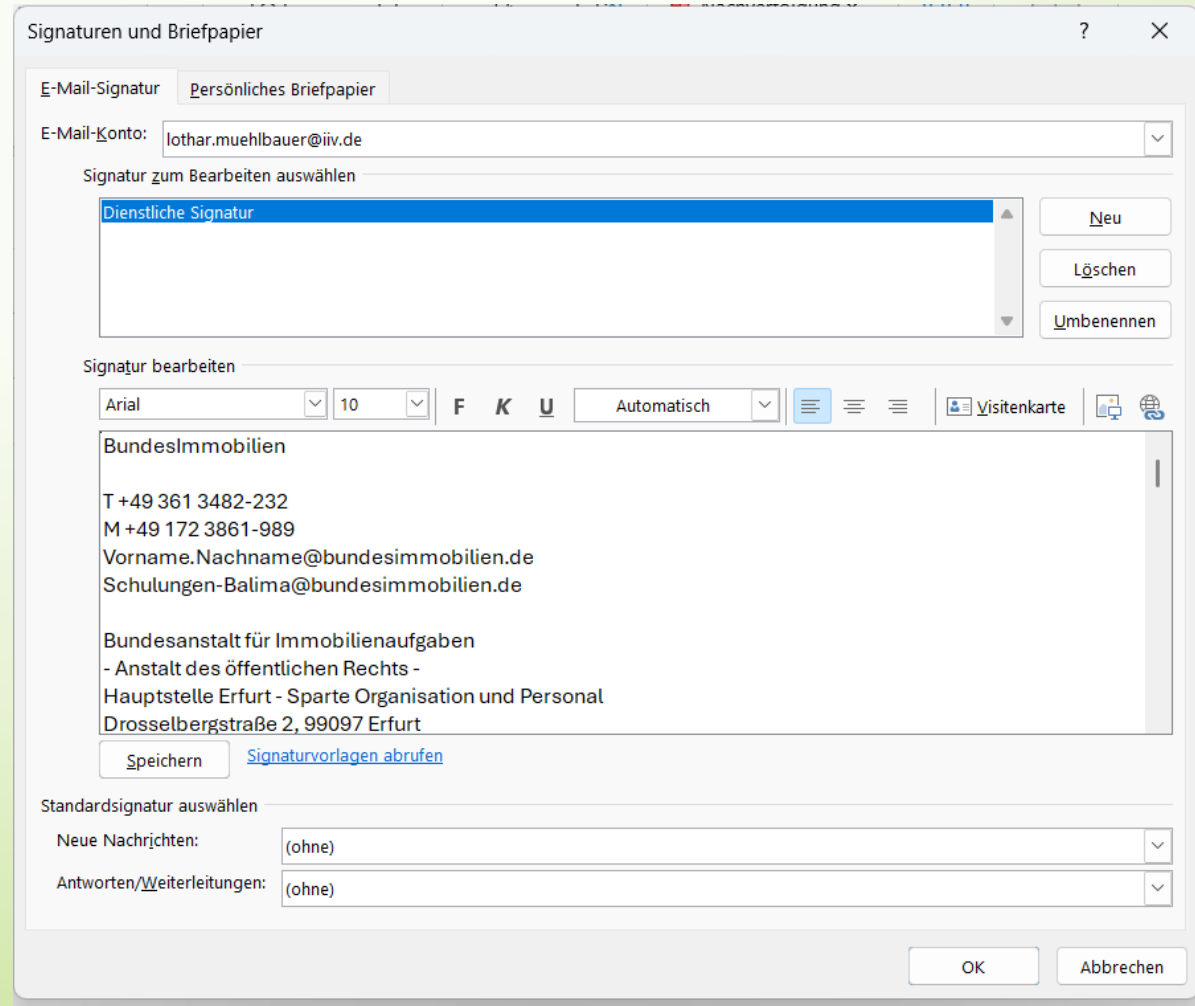 Signaturen und Briefpapier
E-Mail-Signatur Persönliches Briefpapier
E-Mail-Konto: lothar.muehlbauer@iiv.de
Signatur zum Bearbeiten auswählen
Dienstliche Signatur
Neu
Löschen
Umbenennen
Signatur bearbeiten
Arial 10 F K U Automatisch Visitenkarte
BundesImmobilien
T +49 361 3482-232
M +49 172 3861-989
Vorname.Nachname@bundesimmobilien.de
Schulungen-Balima@bundesimmobilien.de
Bundesanstalt für Immobilienaufgaben
- Anstalt des öffentlichen Rechts -
Hauptstelle Erfurt - Sparte Organisation und Personal
Drosselbergstraße 2, 99097 Erfurt
Speichern Signaturvorlagen abrufen
Standardsignatur auswählen
Neue Nachrichten: (ohne)
Antworten/Weiterleitungen: (ohne)
OK Abbrechen